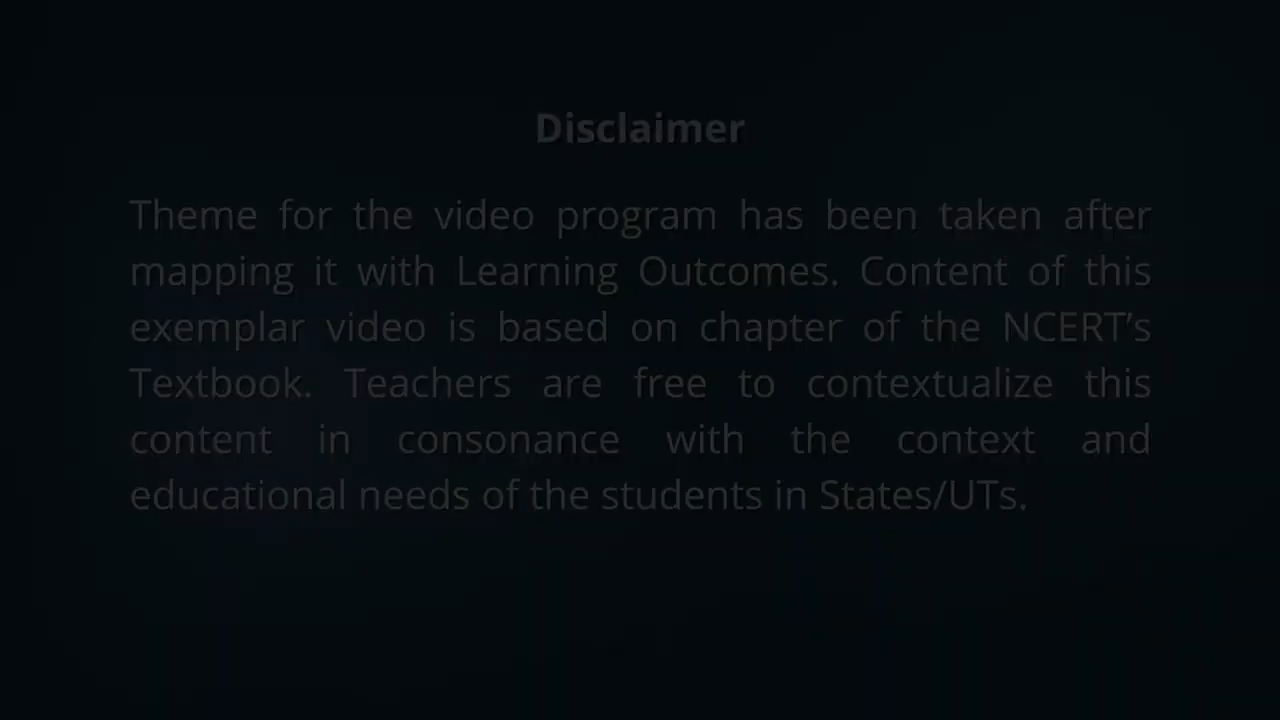 Disclaimer
Theme for the video program has been taken after
mapping it with Learning Outcomes. Content of this
exemplar video is based on chapter of the NCERT’s
Textbook. Teachers are free to contextualize this
content in consonance with the context and
educational needs of the students in States/UTs.